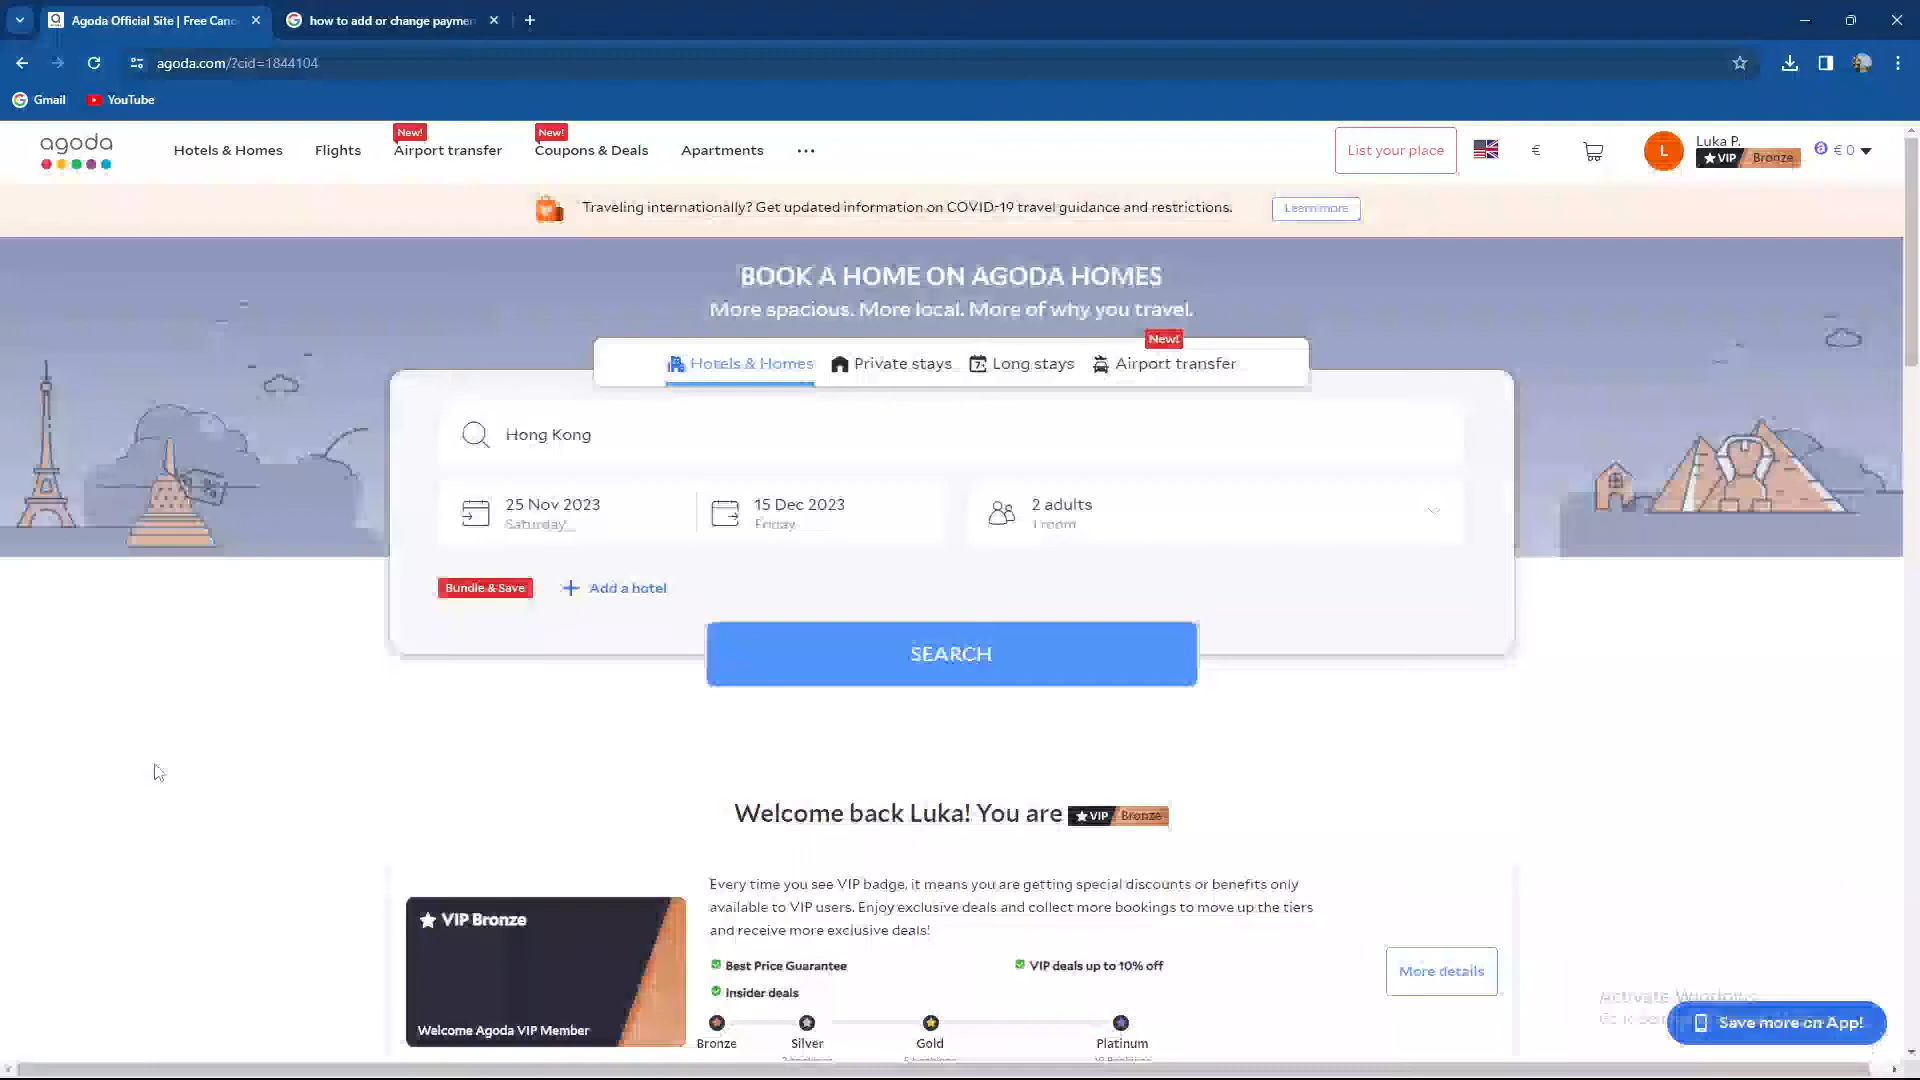 Agoda Official Site | Free Canc
how to add or change paymen
agoda.com/?cid=1844104
Gmail
YouTube
agoda
Hotels & Homes
Flights
New!
Airport transfer
New!
Coupons & Deals
Apartments
List your place
€
L
Luka P.
VIP Bronze
€ 0
Traveling internationally? Get updated information on COVID-19 travel guidance and restrictions.
Learn more
BOOK A HOME ON AGODA HOMES
More spacious. More local. More of why you travel.
New!
Hotels & Homes
Private stays
Long stays
Airport transfer
Hong Kong
25 Nov 2023
Saturday
15 Dec 2023
Friday
2 adults
1 room
Bundle & Save
+ Add a hotel
SEARCH
Welcome back Luka! You are VIP Bronze
VIP Bronze
Welcome Agoda VIP Member
Every time you see VIP badge, it means you are getting special discounts or benefits only
available to VIP users. Enjoy exclusive deals and collect more bookings to move up the tiers
and receive more exclusive deals!
Best Price Guarantee
VIP deals up to 10% off
Insider deals
Bronze
Silver
Gold
Platinum
More details
Activate Windows
Save more on App!